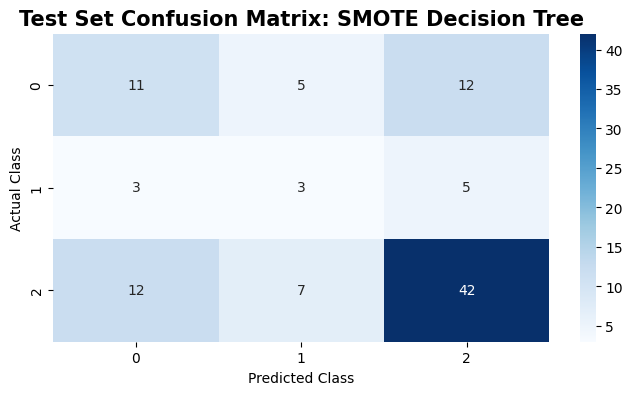 Test Set Confusion Matrix: SMOTE Decision Tree
Actual Class
0 11 5 12
1 3 3 5
2 12 7 42
0 1 2
Predicted Class
40
35
30
25
20
15
10
5